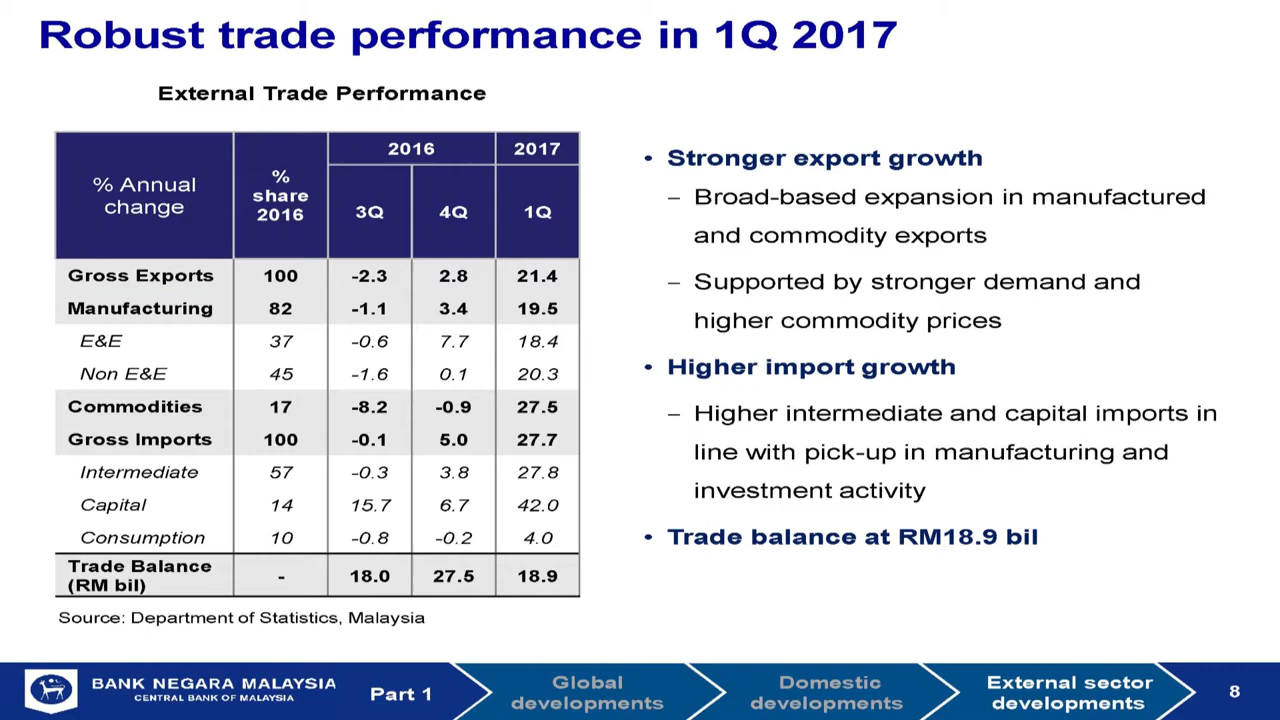 Robust trade performance in 1Q 2017
External Trade Performance
% Annual change
% share 2016
2016
2017
3Q
4Q
1Q
Gross Exports 100 -2.3 2.8 21.4
Manufacturing 82 -1.1 3.4 19.5
E&E 37 -0.6 7.7 18.4
Non E&E 45 -1.6 0.1 20.3
Commodities 17 -8.2 -0.9 27.5
Gross Imports 100 -0.1 5.0 27.7
Intermediate 57 -0.3 3.8 27.8
Capital 14 15.7 6.7 42.0
Consumption 10 -0.8 -0.2 4.0
Trade Balance (RM bil) - 18.0 27.5 18.9
Source: Department of Statistics, Malaysia
• Stronger export growth
– Broad-based expansion in manufactured
and commodity exports
– Supported by stronger demand and
higher commodity prices
• Higher import growth
– Higher intermediate and capital imports in
line with pick-up in manufacturing and
investment activity
• Trade balance at RM18.9 bil
BANK NEGARA MALAYSIA
CENTRAL BANK OF MALAYSIA
Part 1
Global
developments
Domestic
developments
External sector
developments
8